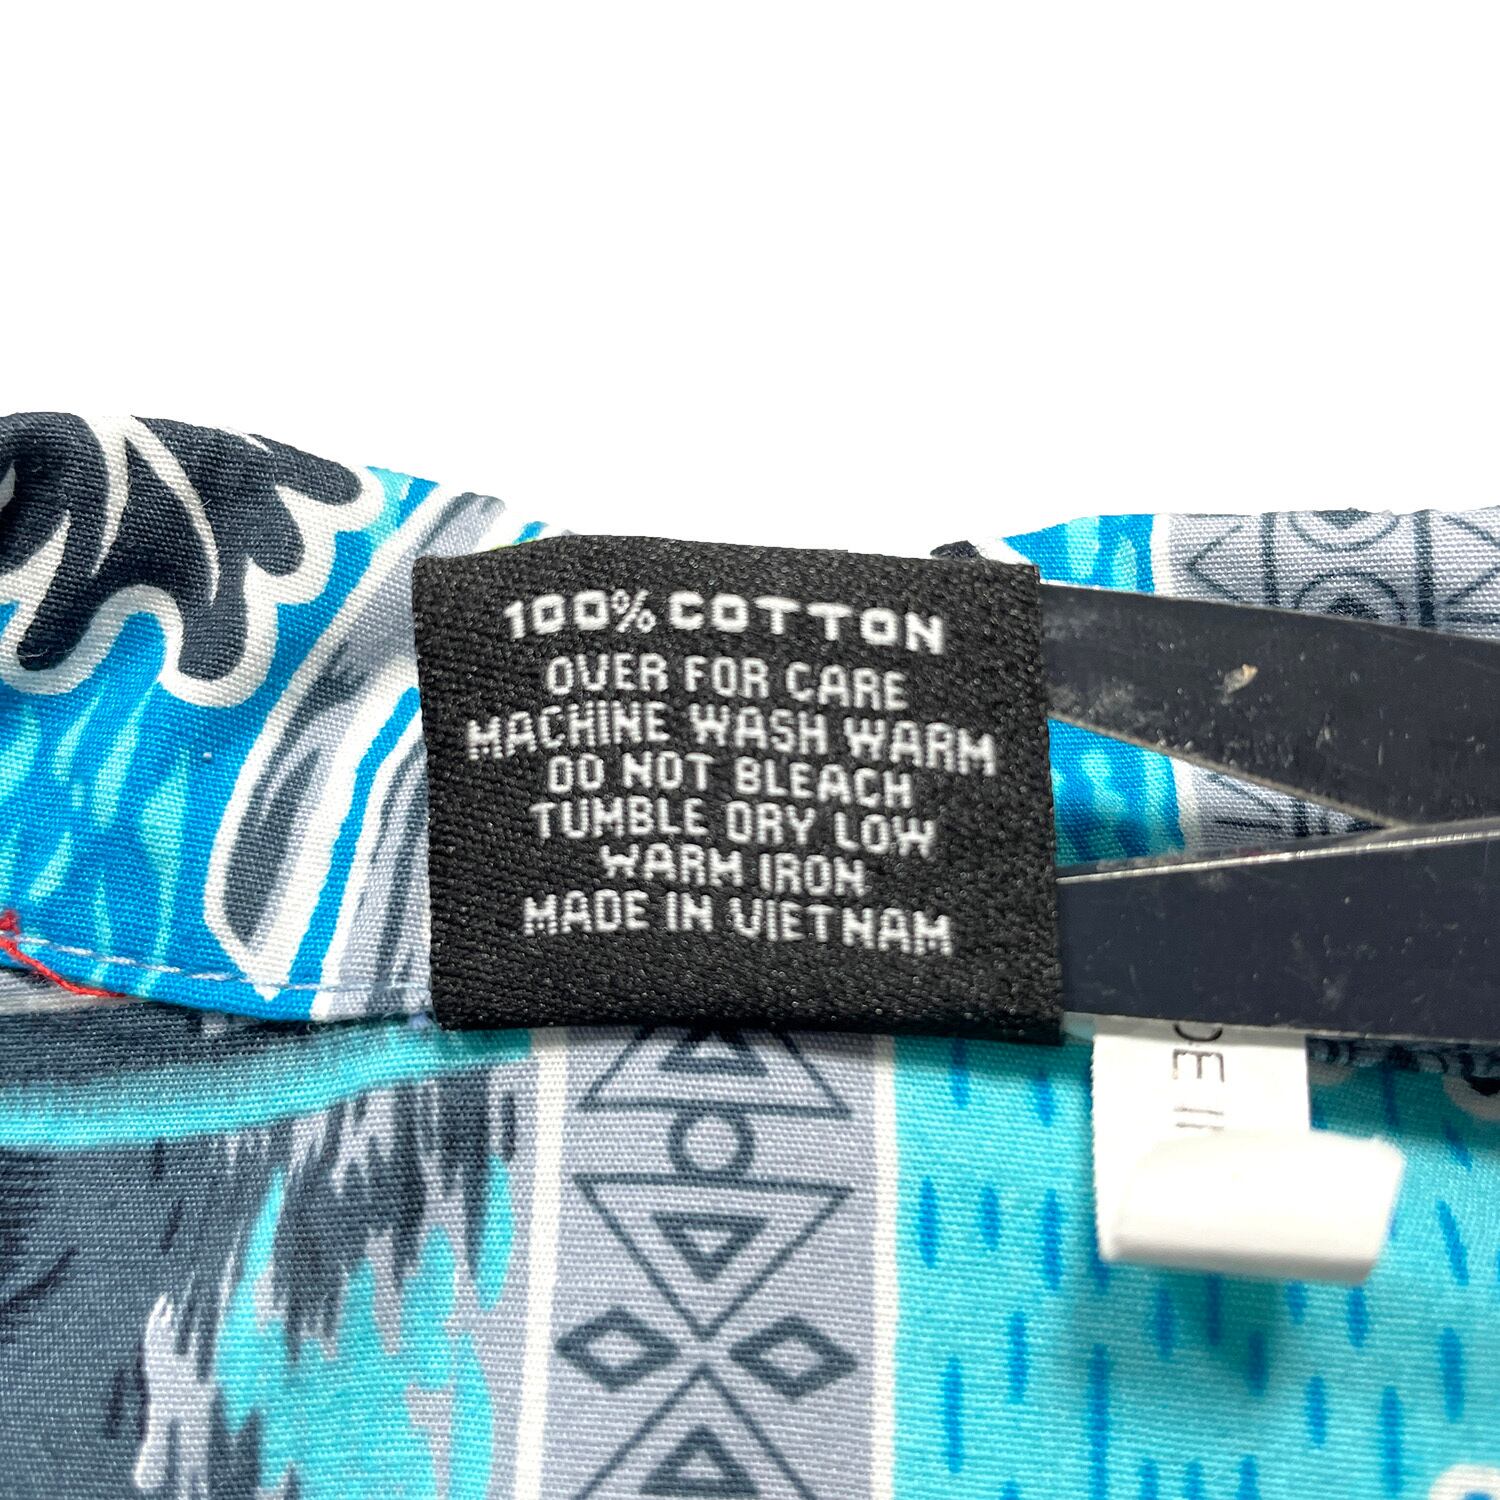 100% COTTON
OVER FOR CARE
MACHINE WASH WARM
DO NOT BLEACH
TUMBLE DRY LOW
WARM IRON
MADE IN VIETNAM